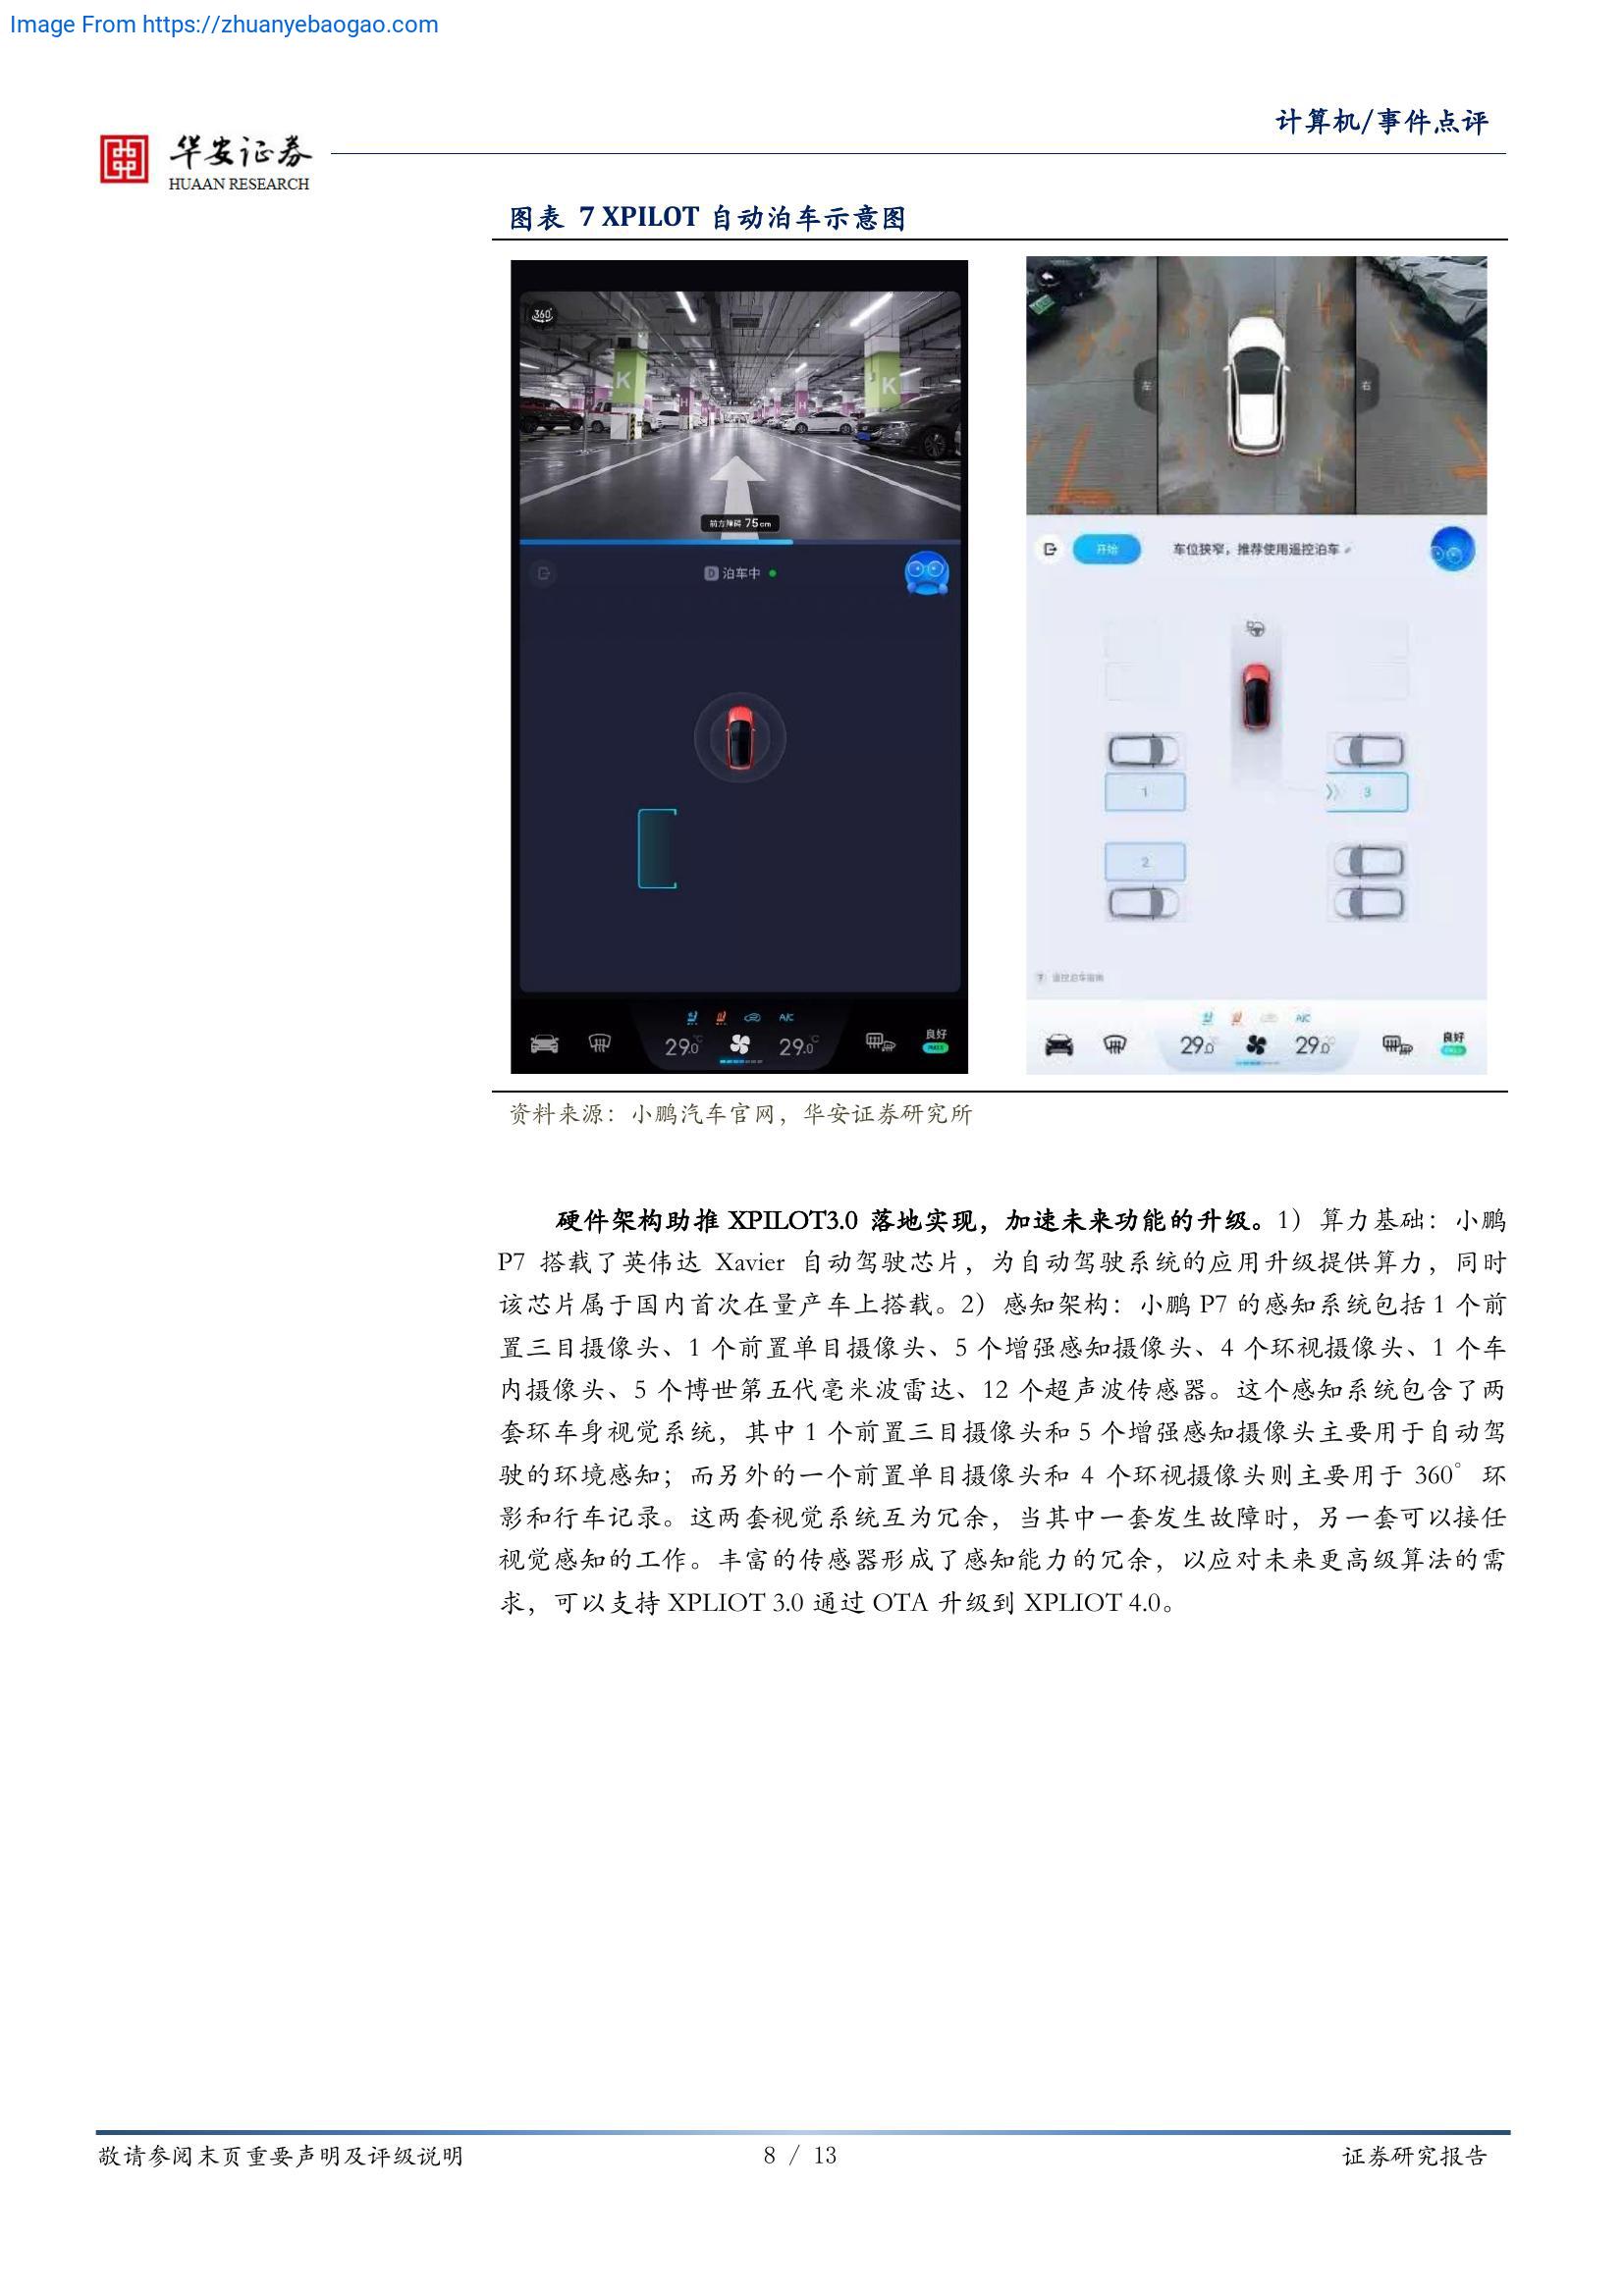 Image From https://zhuanyebaogao.com
计算机/事件点评
华安证券
HUAAN RESEARCH
图表 7 XPILOT 自动泊车示意图
360°
K
H
H
K
前方障碍 75cm
D 泊车中
29.0°C
29.0°C
A/C
良好
左
右
开始
车位狭窄，推荐使用遥控泊车
1
3
2
? 遥控泊车指南
A/C
29.0°
29.0°
良好
资料来源：小鹏汽车官网，华安证券研究所
硬件架构助推 XPILOT3.0 落地实现，加速未来功能的升级。1）算力基础：小鹏
P7 搭载了英伟达 Xavier 自动驾驶芯片，为自动驾驶系统的应用升级提供算力，同时
该芯片属于国内首次在量产车上搭载。2）感知架构：小鹏 P7 的感知系统包括 1 个前
置三目摄像头、1 个前置单目摄像头、5 个增强感知摄像头、4 个环视摄像头、1 个车
内摄像头、5 个博世第五代毫米波雷达、12 个超声波传感器。这个感知系统包含了两
套环车身视觉系统，其中 1 个前置三目摄像头和 5 个增强感知摄像头主要用于自动驾
驶的环境感知；而另外的一个前置单目摄像头和 4 个环视摄像头则主要用于 360° 环
影和行车记录。这两套视觉系统互为冗余，当其中一套发生故障时，另一套可以接任
视觉感知的工作。丰富的传感器形成了感知能力的冗余，以应对未来更高级算法的需
求，可以支持 XPLIOT 3.0 通过 OTA 升级到 XPLIOT 4.0。
敬请参阅末页重要声明及评级说明
8 / 13
证券研究报告